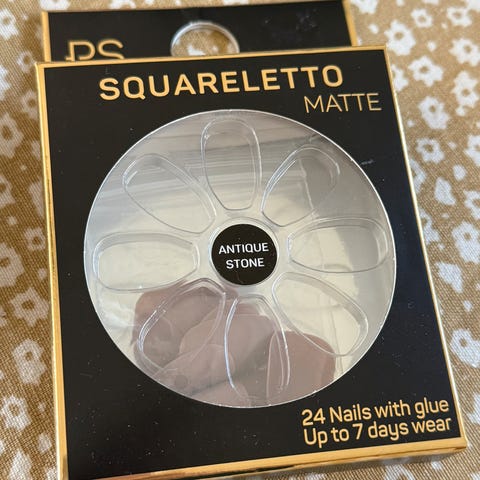 PS
SQUARELETTO
MATTE
ANTIQUE
STONE
24 Nails with glue
Up to 7 days wear